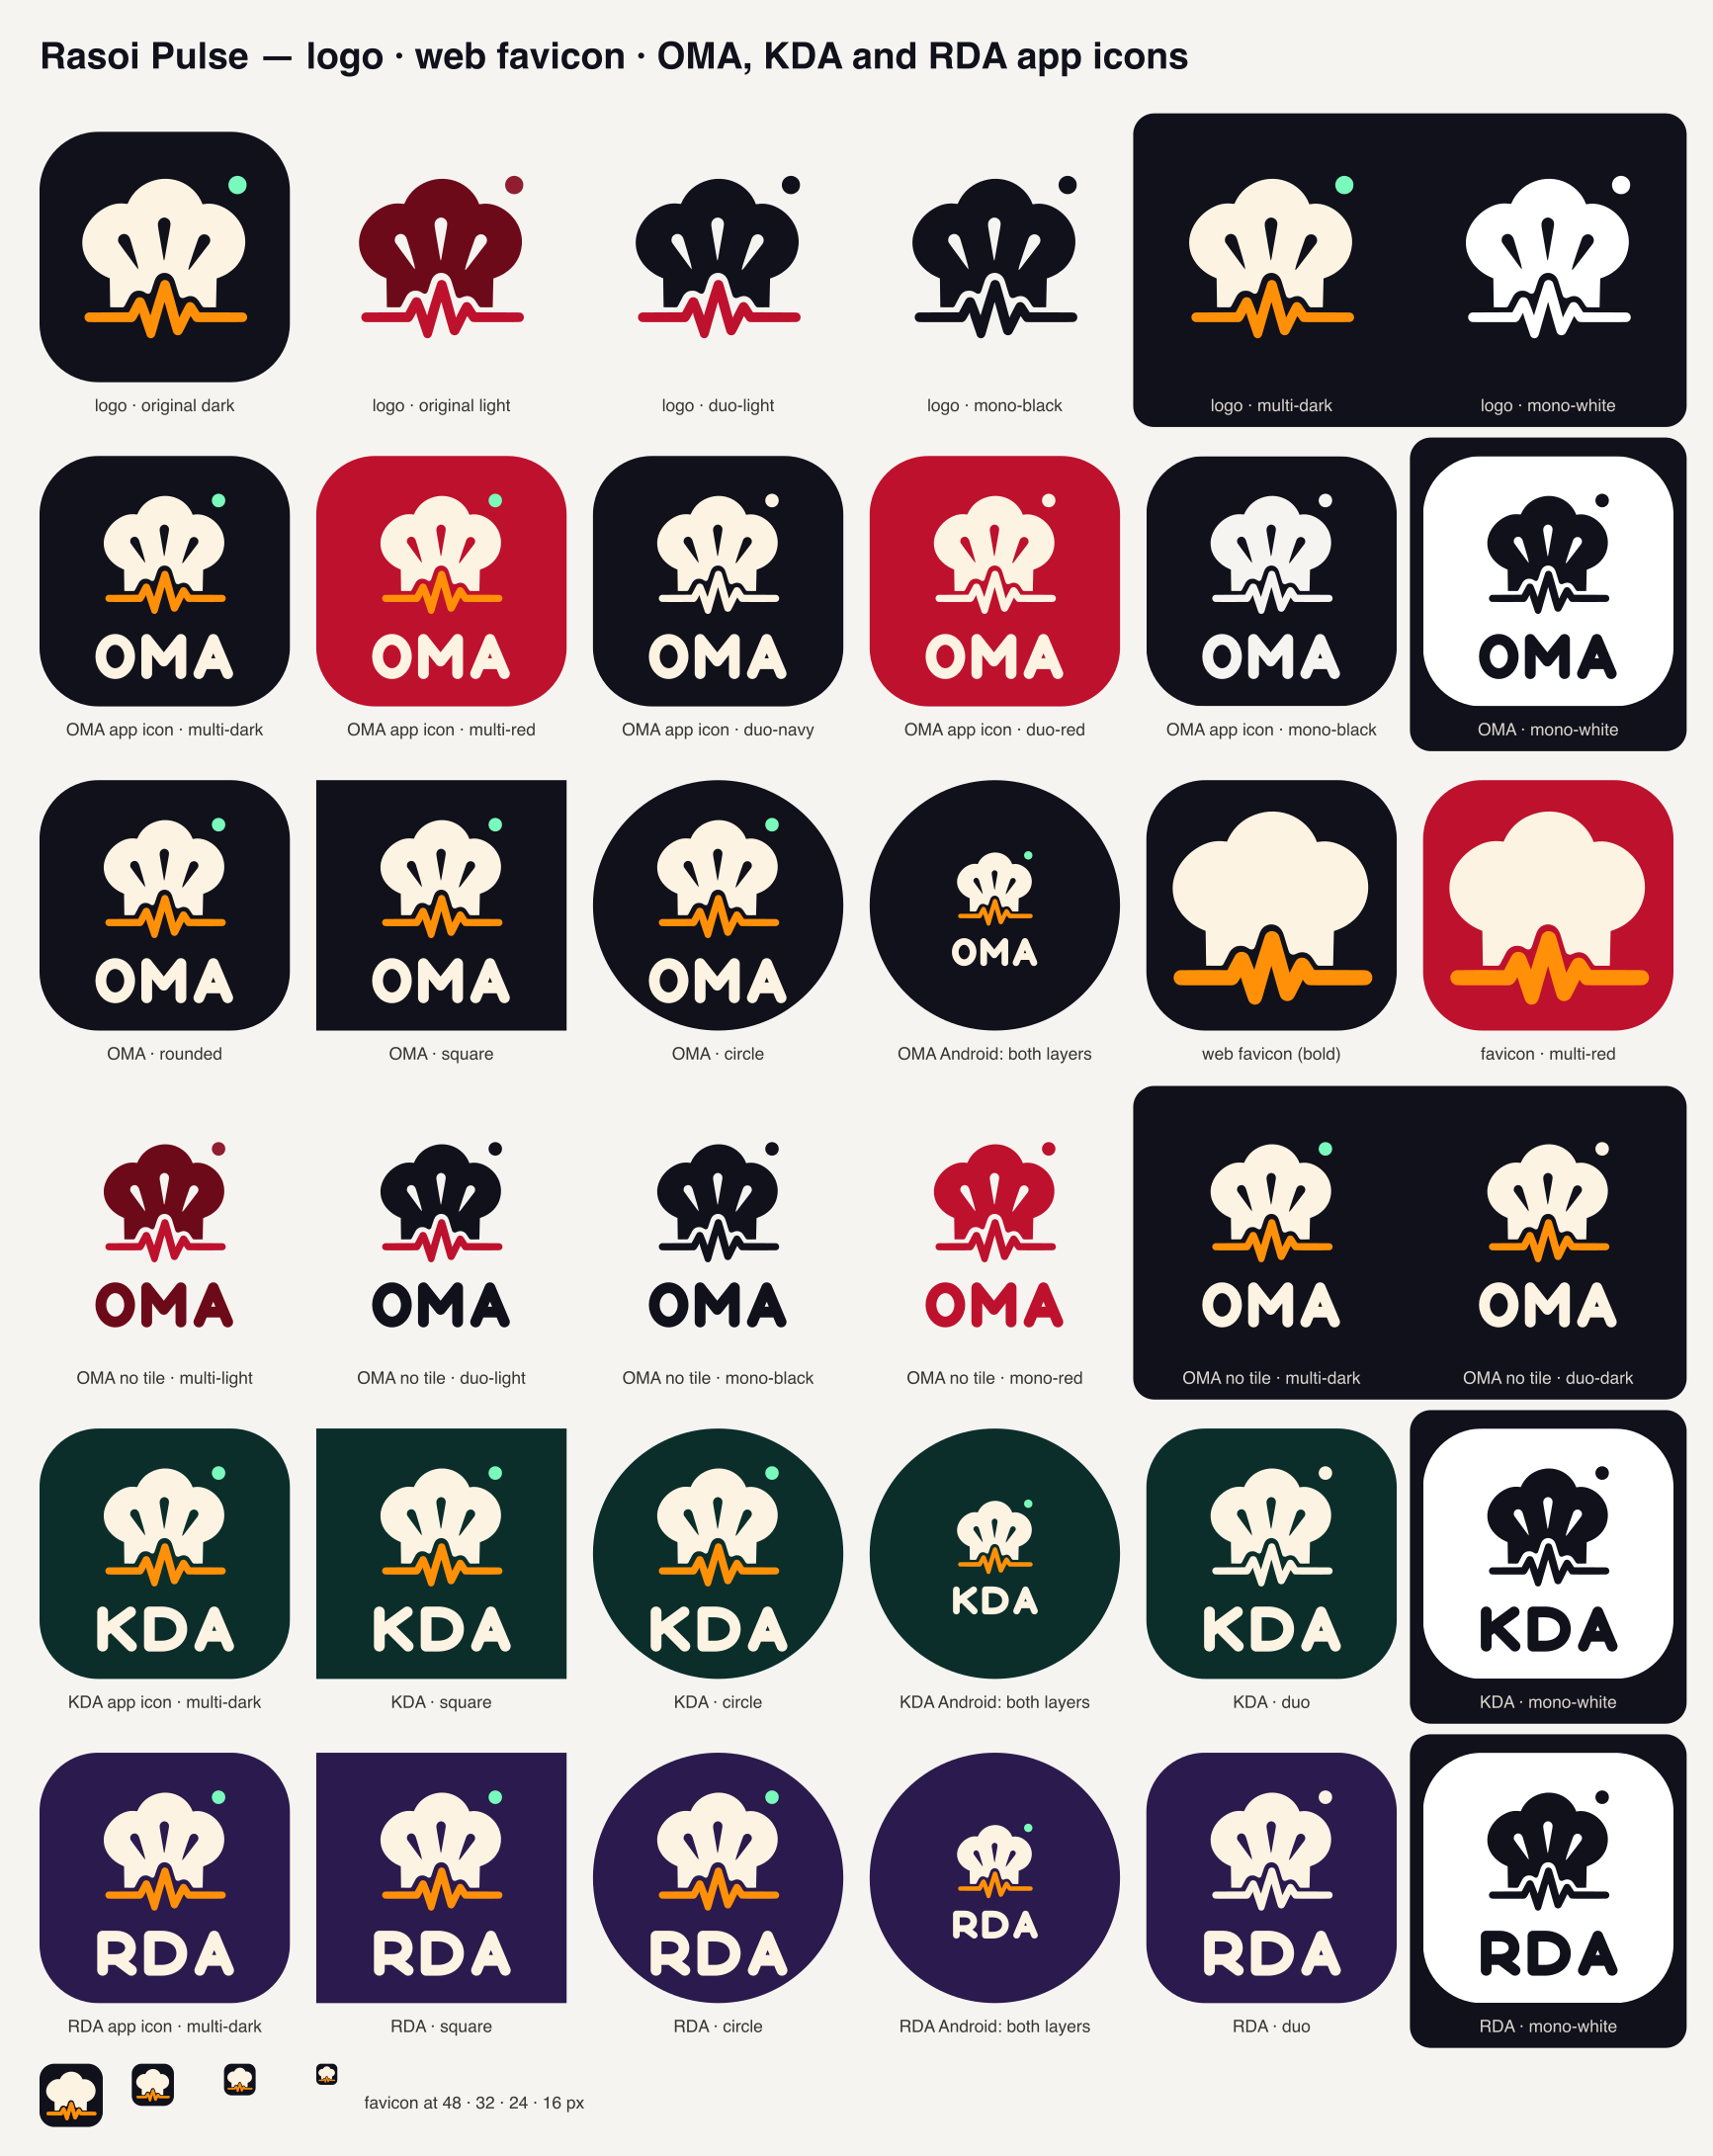 Rasoi Pulse — logo · web favicon · OMA, KDA and RDA app icons
logo · original dark
logo · original light
logo · duo-light
logo · mono-black
logo · multi-dark
logo · mono-white
OMA
OMA
OMA
OMA
OMA
OMA
OMA app icon · multi-dark
OMA app icon · multi-red
OMA app icon · duo-navy
OMA app icon · duo-red
OMA app icon · mono-black
OMA · mono-white
OMA
OMA
OMA
OMA
OMA · rounded
OMA · square
OMA · circle
OMA Android: both layers
web favicon (bold)
favicon · multi-red
OMA
OMA
OMA
OMA
OMA
OMA
OMA no tile · multi-light
OMA no tile · duo-light
OMA no tile · mono-black
OMA no tile · mono-red
OMA no tile · multi-dark
OMA no tile · duo-dark
KDA
KDA
KDA
KDA
KDA
KDA
KDA app icon · multi-dark
KDA · square
KDA · circle
KDA Android: both layers
KDA · duo
KDA · mono-white
RDA
RDA
RDA
RDA
RDA
RDA
RDA app icon · multi-dark
RDA · square
RDA · circle
RDA Android: both layers
RDA · duo
RDA · mono-white
favicon at 48 · 32 · 24 · 16 px